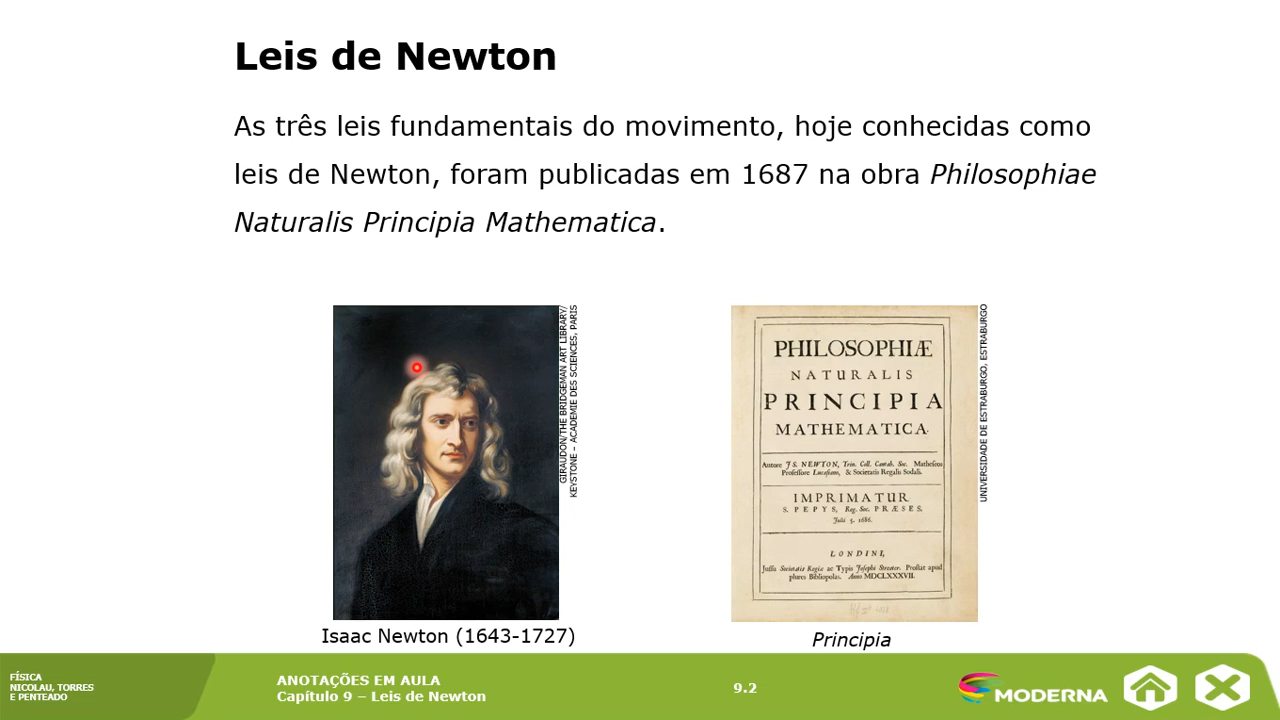 Leis de Newton
As três leis fundamentais do movimento, hoje conhecidas como
leis de Newton, foram publicadas em 1687 na obra Philosophiae
Naturalis Principia Mathematica.
GIRAUDON/THE BRIDGEMAN ART LIBRARY/
KEYSTONE – ACADEMIE DES SCIENCES, PARIS
Isaac Newton (1643-1727)
PHILOSOPHIÆ
NATURALIS
PRINCIPIA
MATHEMATICA.
Autore J S. NEWTON, Trin. Coll. Cantab. Soc. Matheseos
Professore Lucasiano, & Societatis Regalis Sodali.
IMPRIMATUR
S. PEPYS, Reg. Soc. PRÆSES.
Julii 5. 1686.
LONDINI,
Jussu Societatis Regiæ ac Typis Josephi Streater. Prostat apud
plures Bibliopolas. Anno MDCLXXXVII.
UNIVERSIDADE DE ESTRABURGO, ESTRABURGO
Principia
FÍSICA
NICOLAU, TORRES
E PENTEADO
ANOTAÇÕES EM AULA
Capítulo 9 – Leis de Newton
9.2
MODERNA